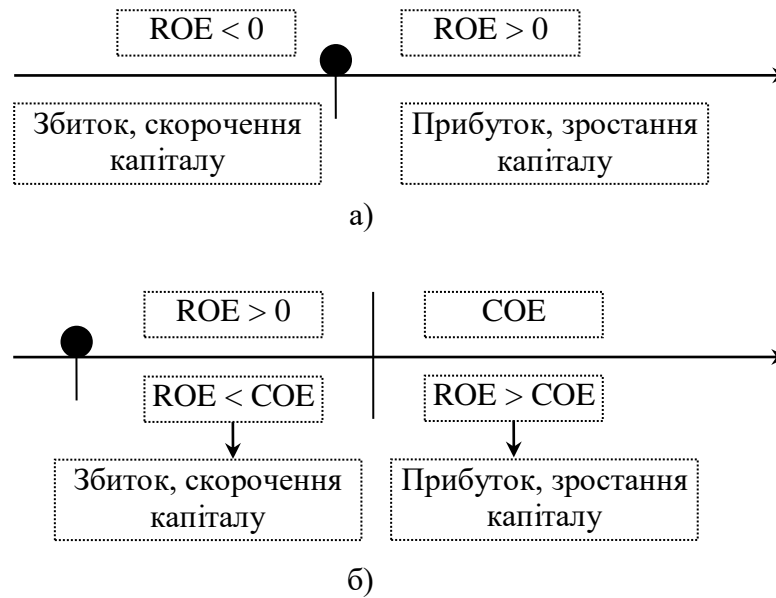 ROE < 0 ROE > 0
Збиток, скорочення
капіталу
Прибуток, зростання
капіталу
а)
ROE > 0 COE
ROE < COE ROE > COE
Збиток, скорочення
капіталу
Прибуток, зростання
капіталу
б)